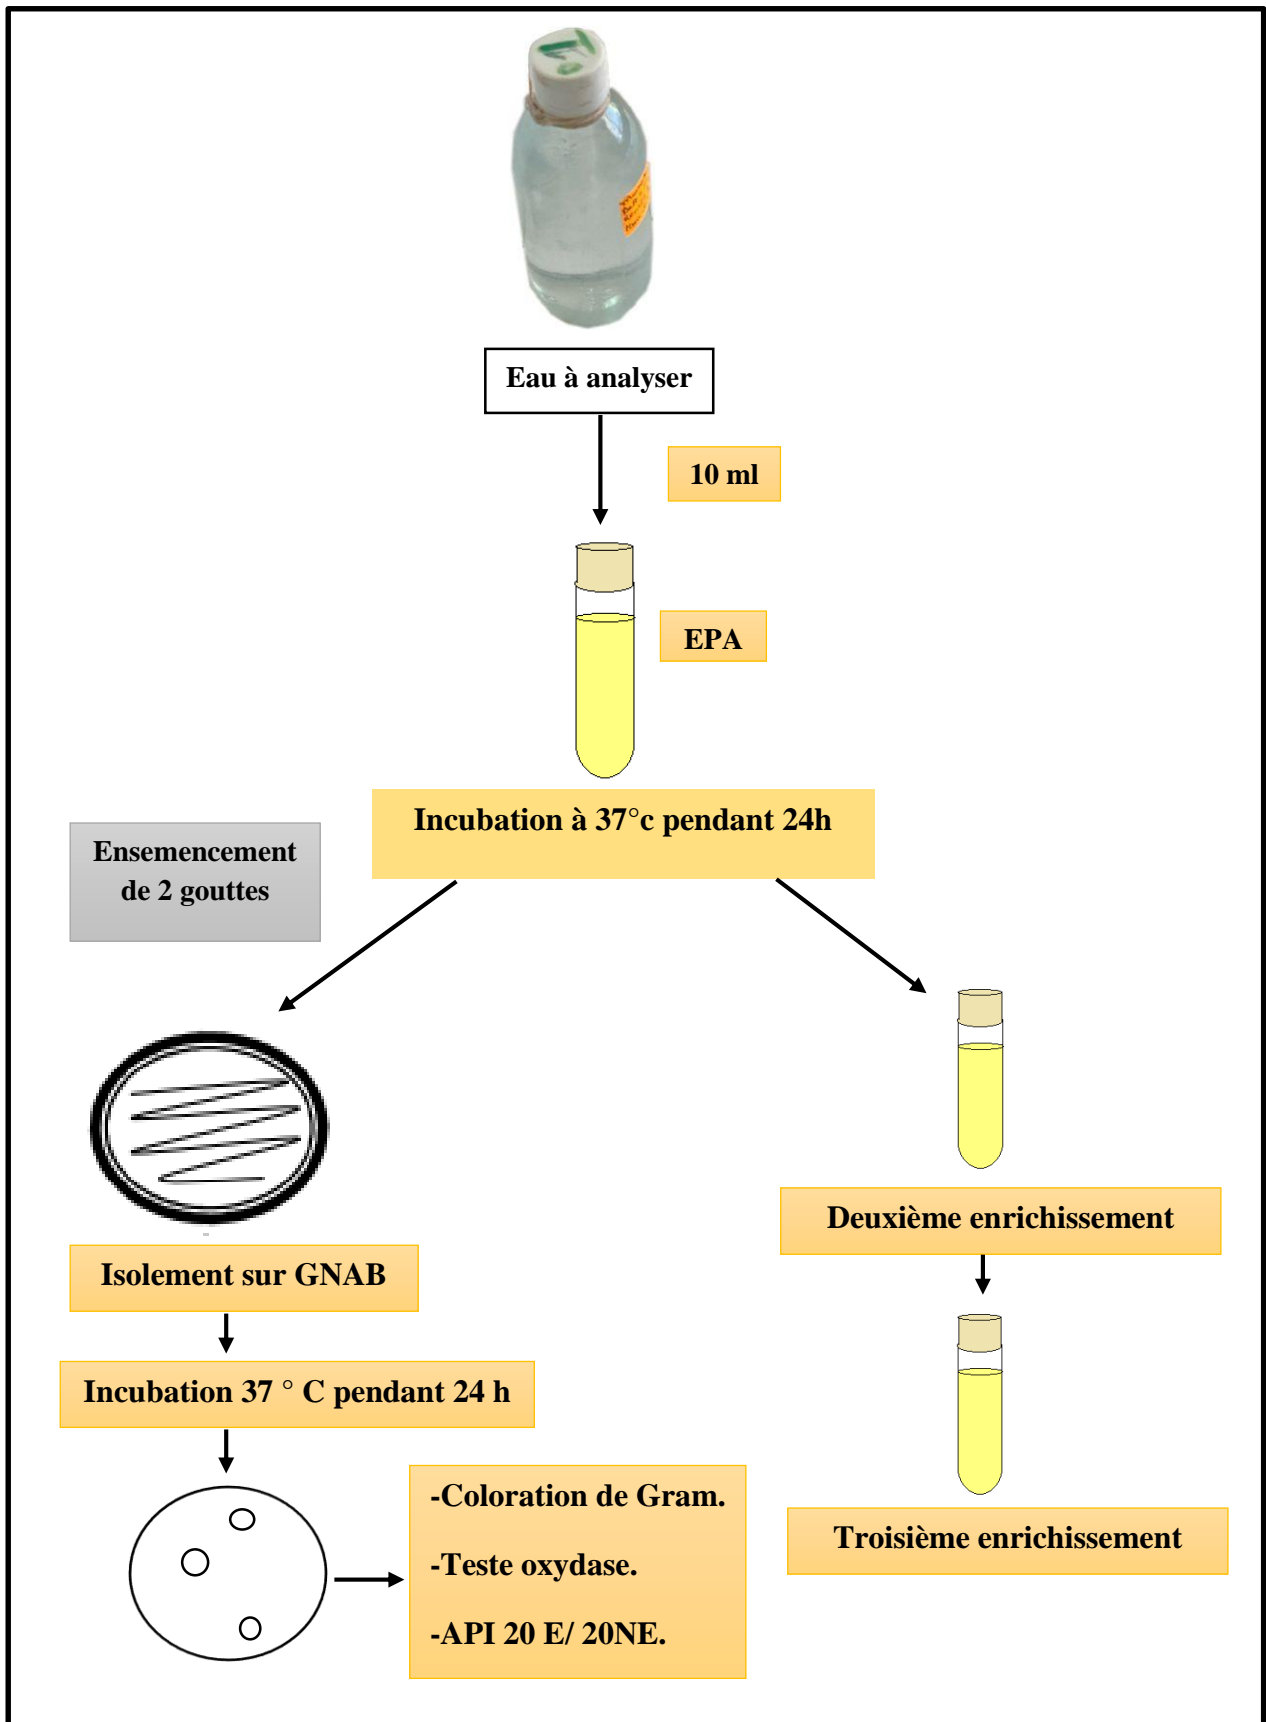 Eau à analyser
10 ml
EPA
Incubation à 37°c pendant 24h
Ensemencement
de 2 gouttes
Deuxième enrichissement
Isolement sur GNAB
Incubation 37 ° C pendant 24 h
-Coloration de Gram.
-Teste oxydase.
-API 20 E/ 20NE.
Troisième enrichissement